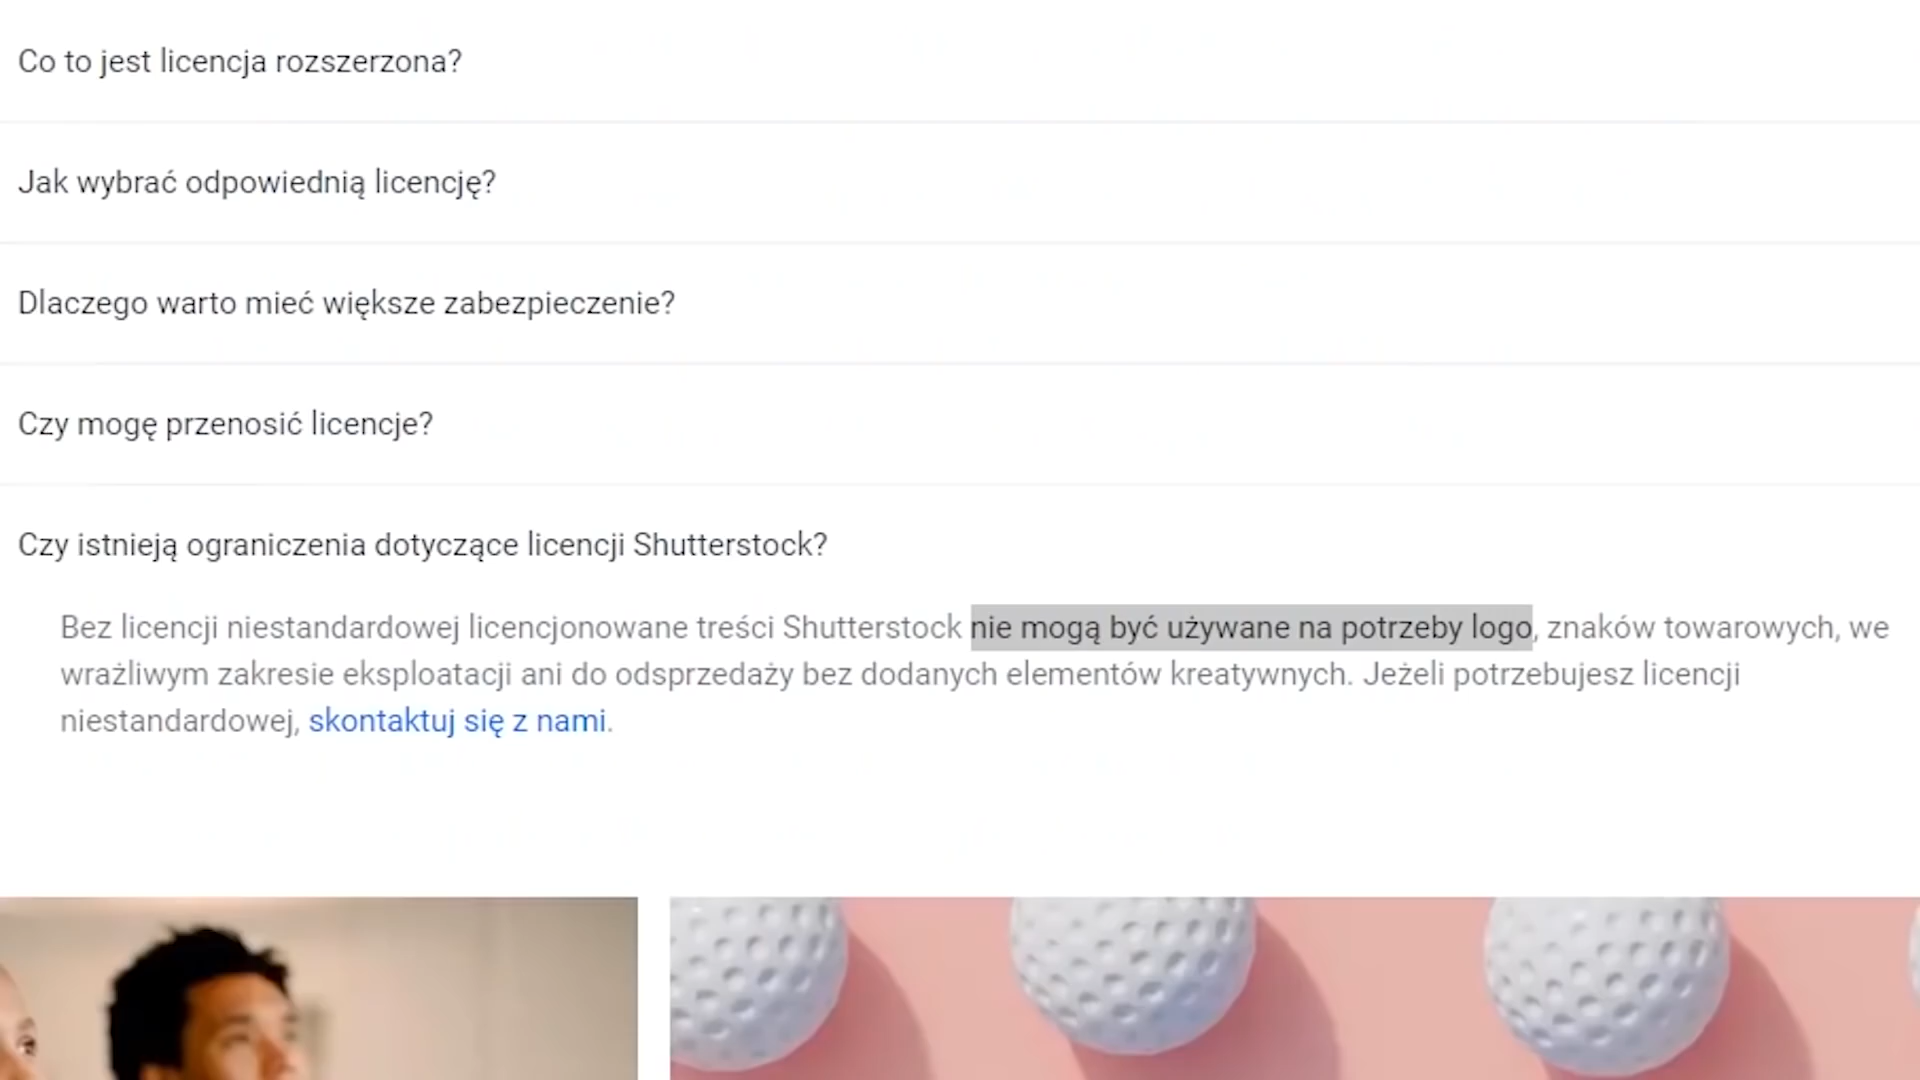 Co to jest licencja rozszerzona?
Jak wybrać odpowiednią licencję?
Dlaczego warto mieć większe zabezpieczenie?
Czy mogę przenosić licencje?
Czy istnieją ograniczenia dotyczące licencji Shutterstock?
Bez licencji niestandardowej licencjonowane treści Shutterstock nie mogą być używane na potrzeby logo, znaków towarowych, we
wrażliwym zakresie eksploatacji ani do odsprzedaży bez dodanych elementów kreatywnych. Jeżeli potrzebujesz licencji
niestandardowej, skontaktuj się z nami.